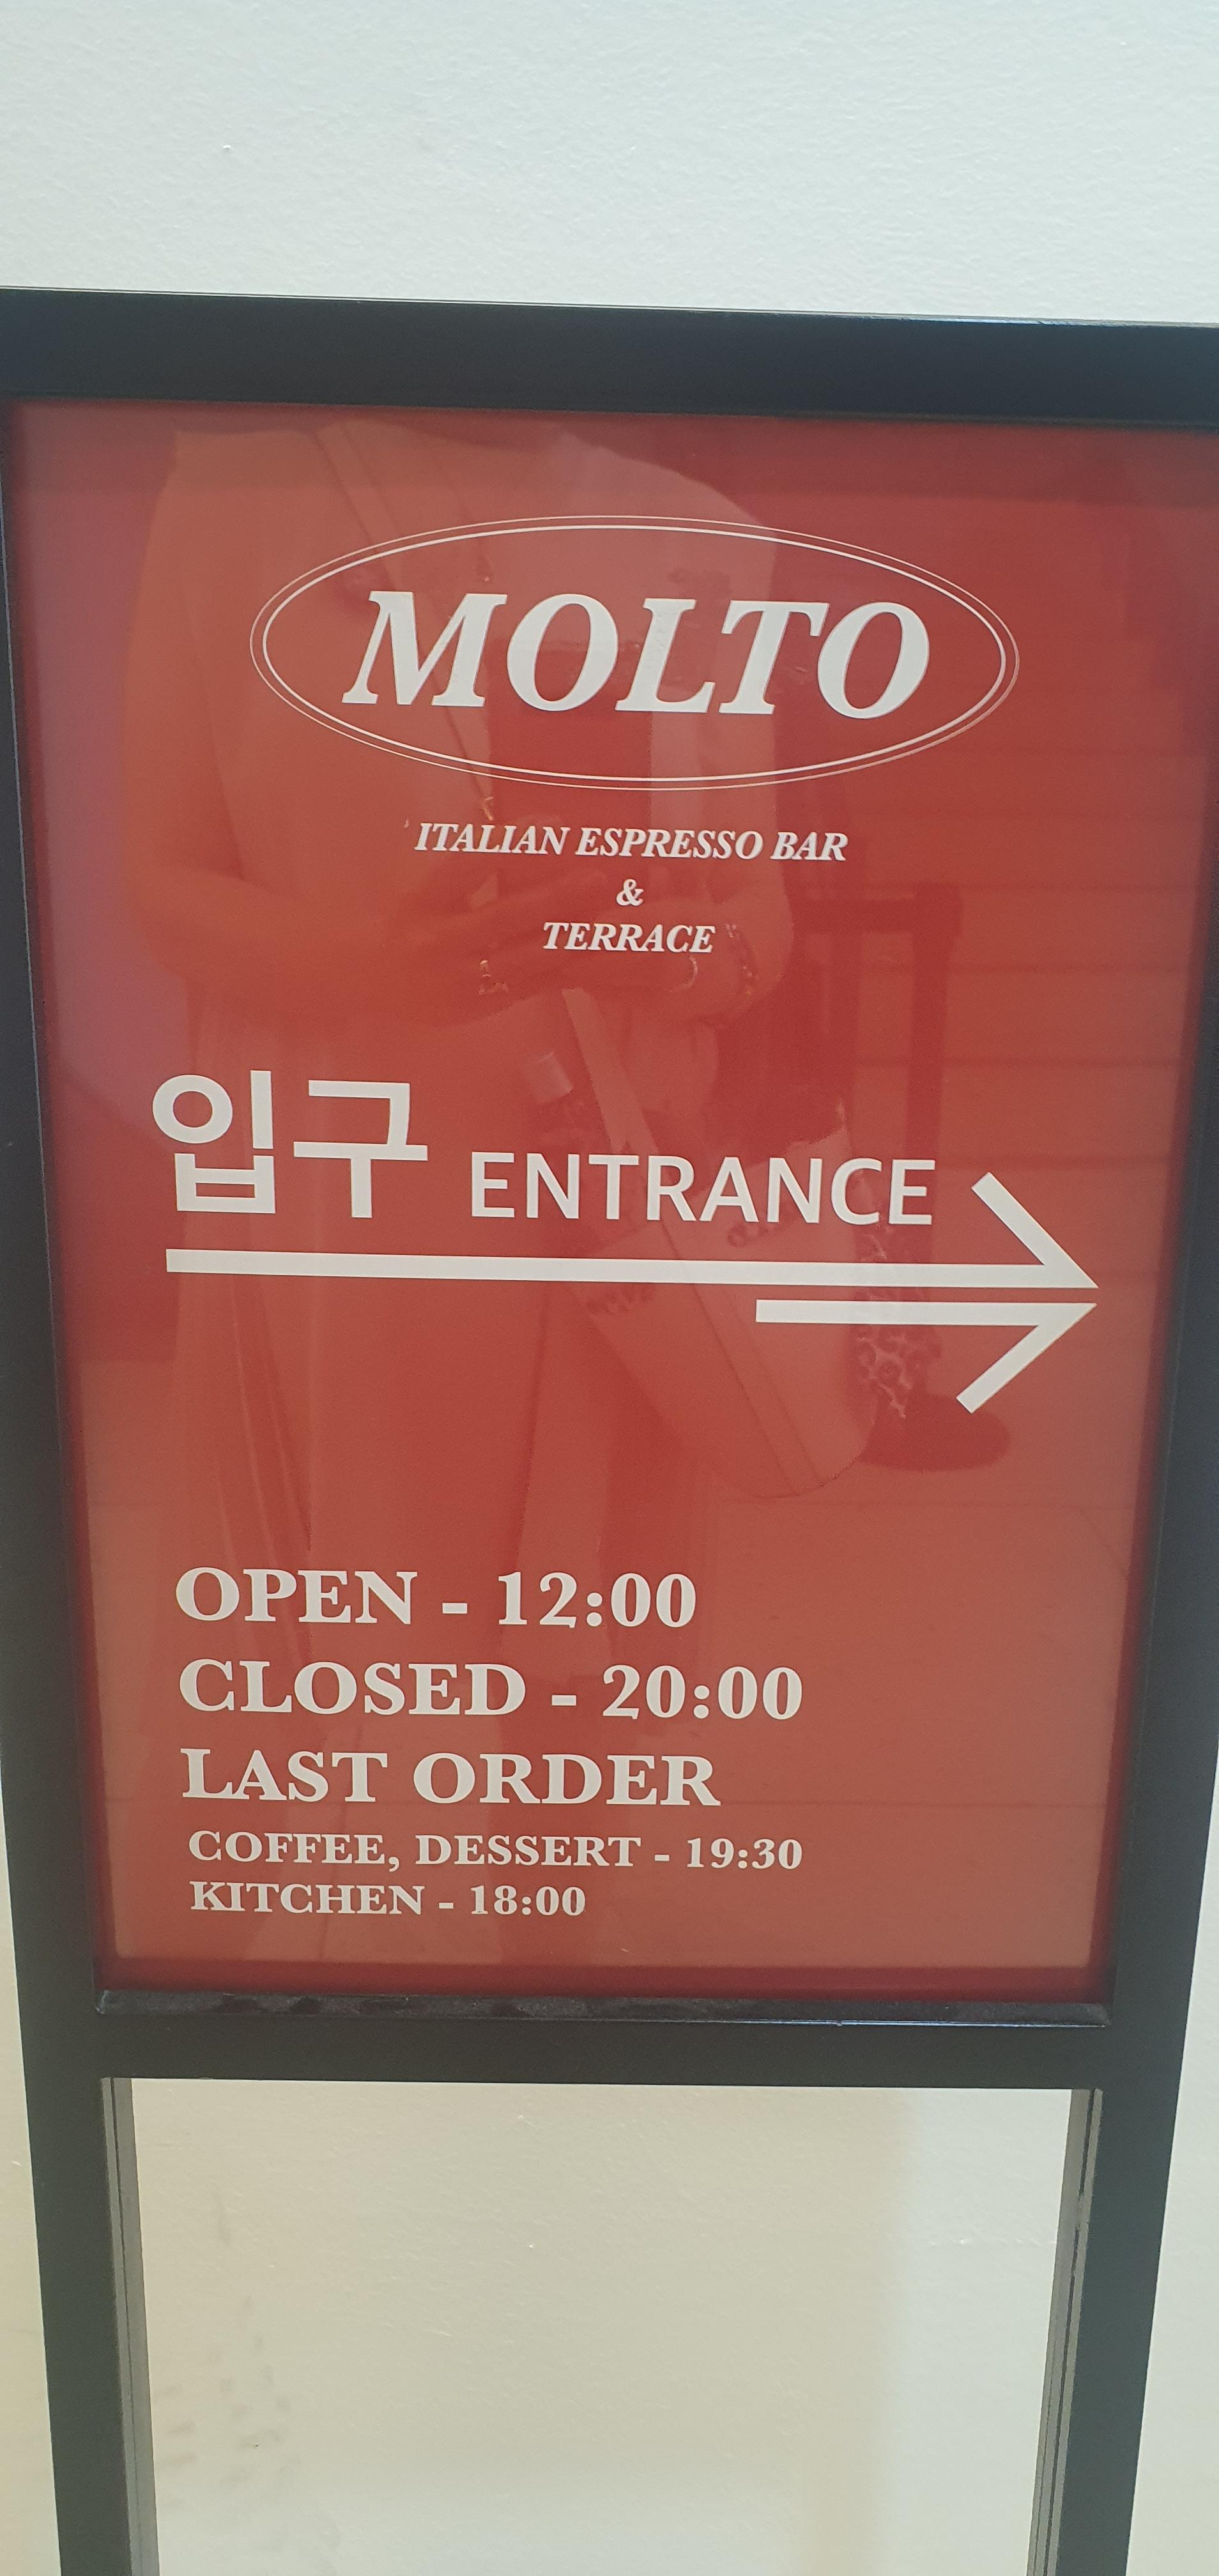 MOLTO
ITALIAN ESPRESSO BAR
&
TERRACE
입구 ENTRANCE
OPEN - 12:00
CLOSED - 20:00
LAST ORDER
COFFEE, DESSERT - 19:30
KITCHEN - 18:00